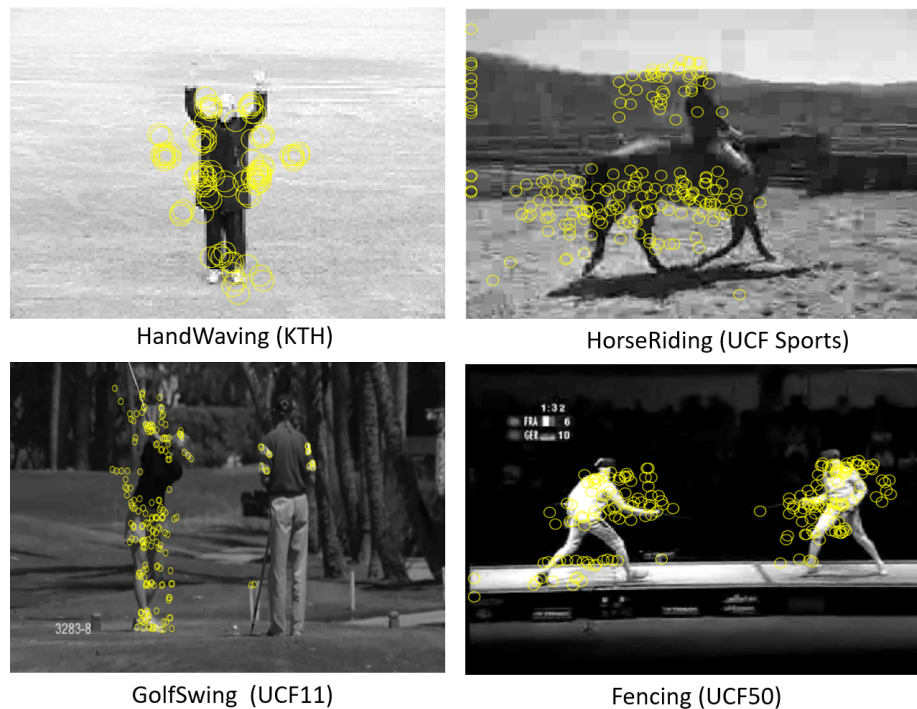 HandWaving (KTH)
HorseRiding (UCF Sports)
3283-8
GolfSwing (UCF11)
1:32
FRA 6
GER 10
Fencing (UCF50)